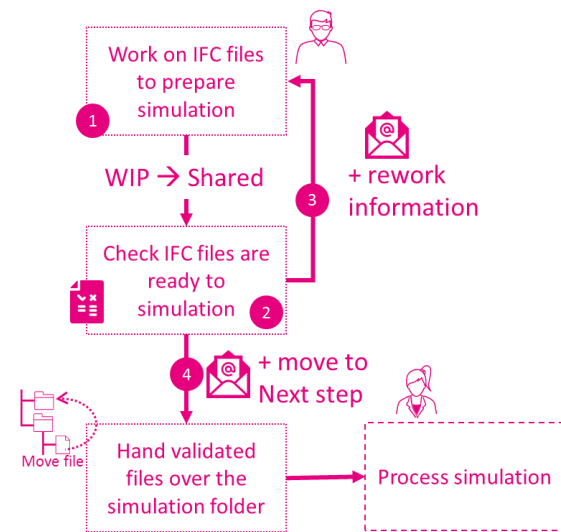 Work on IFC files
to prepare
simulation
1
WIP → Shared
@
+ rework
information
3
Check IFC files are
ready to
simulation
2
4
@
+ move to
Next step
Move file
Hand validated
files over the
simulation folder
Process simulation